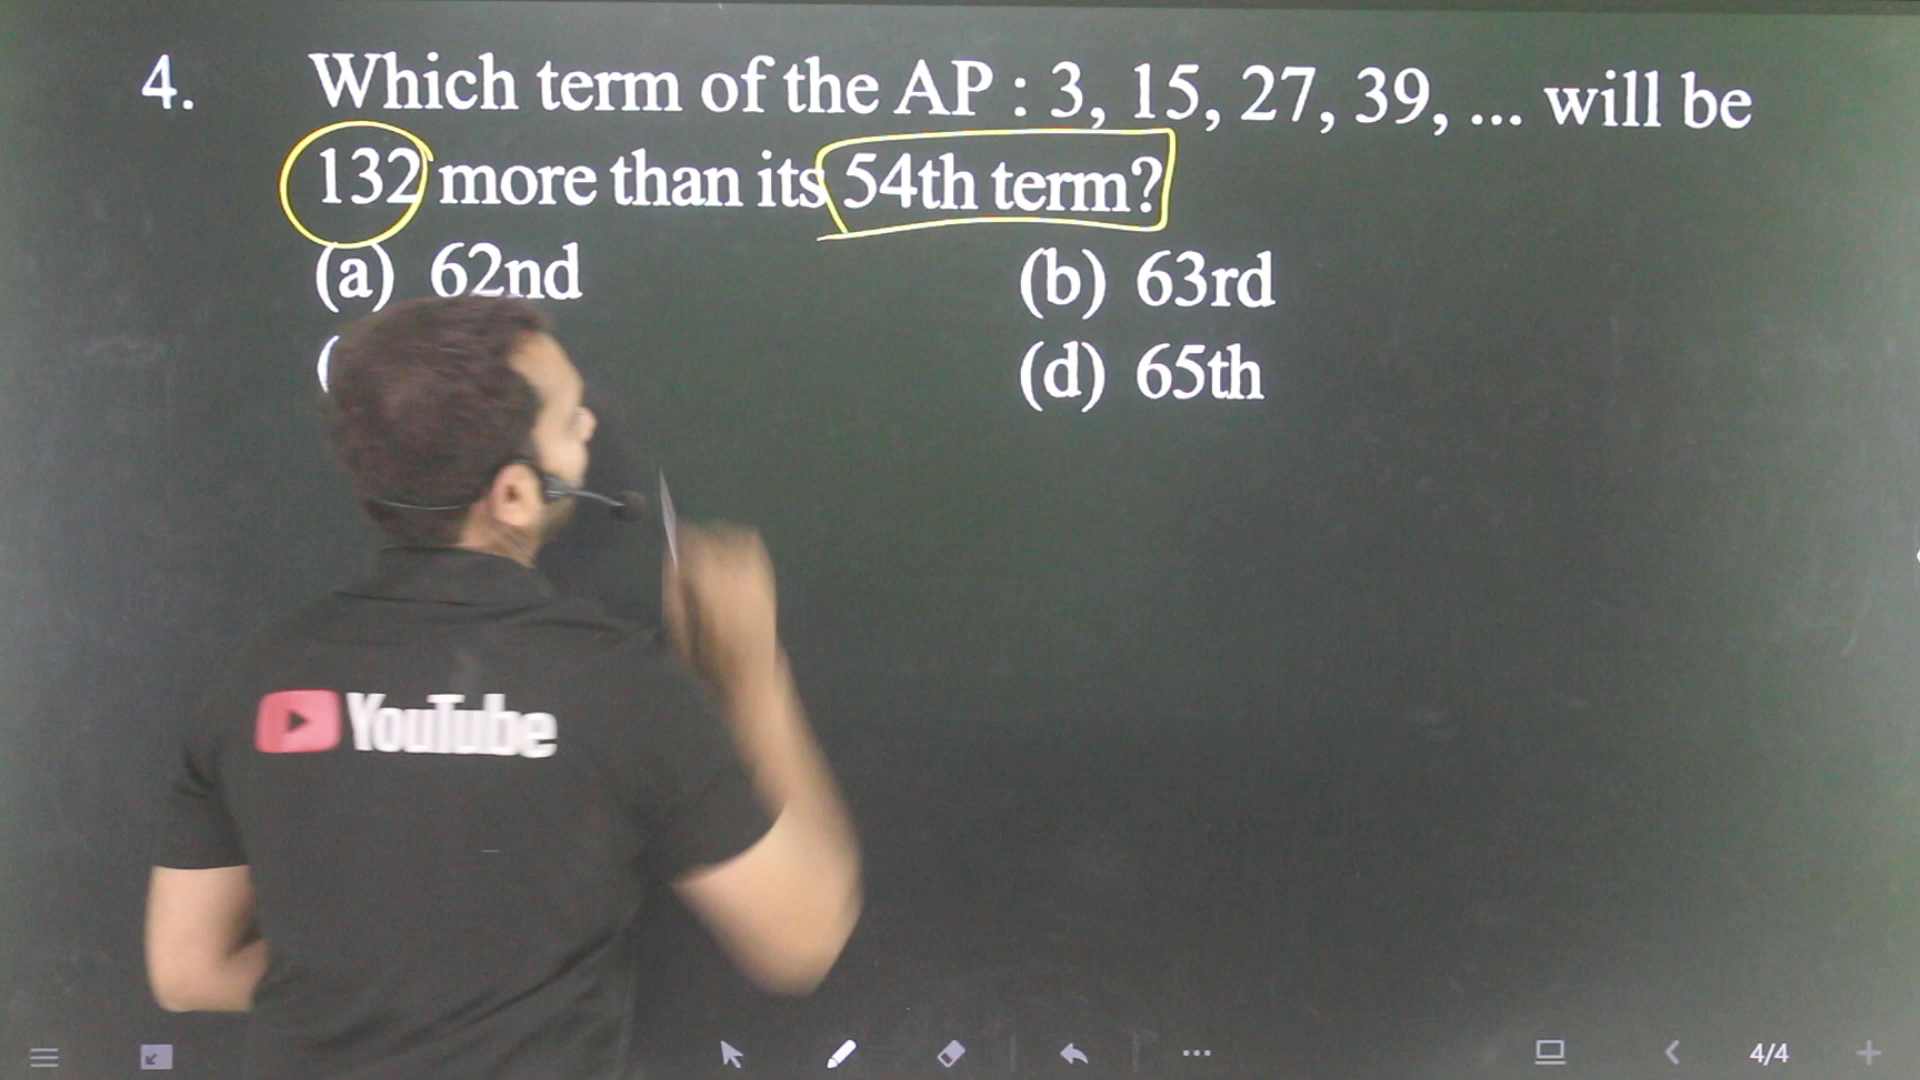 4. Which term of the AP : 3, 15, 27, 39, ... will be
132 more than its 54th term?
(a) 62nd (b) 63rd
( (d) 65th
YouTube
4/4